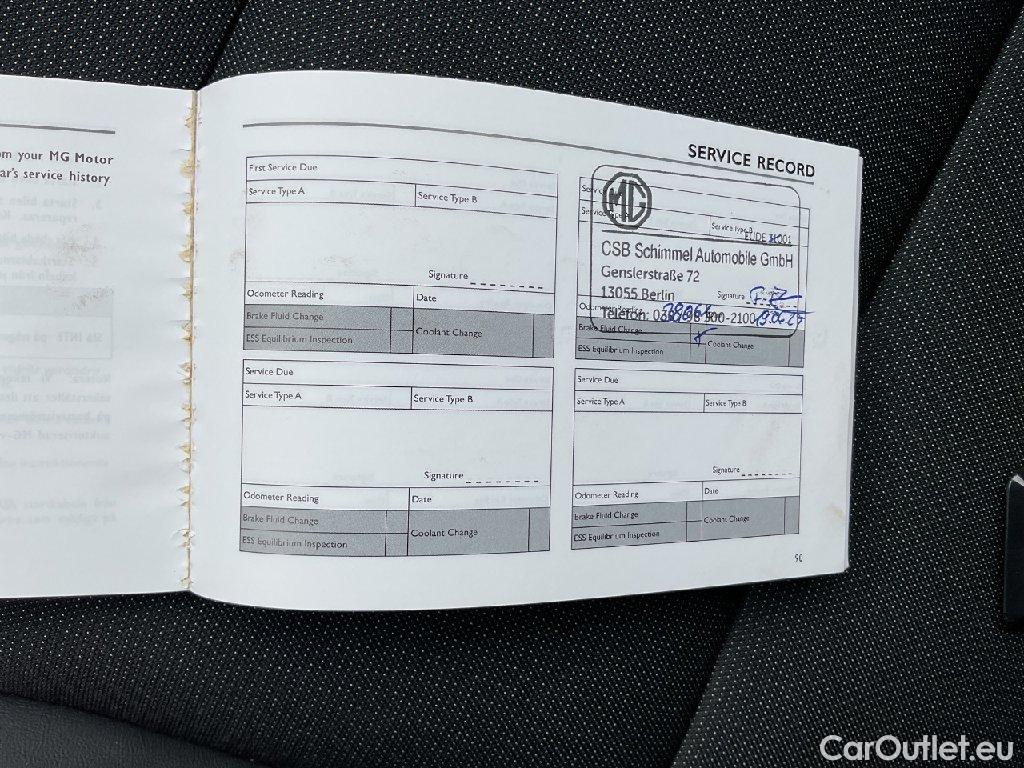 om your MG Motor
ar's service history
SERVICE RECORD
First Service Due
Service Type A
Service Type B
Signature
Odometer Reading
Date
Brake Fluid Change
Coolant Change
ESS Equilibrium Inspection
MG
CSB Schimmel Automobile GmbH
Genslerstraße 72
13055 Berlin
Signature
Telefon:
Brake Fluid Change
Coolant Change
ESS Equilibrium Inspection
Service Due
Service Type A
Service Type B
Signature
Odometer Reading
Date
Brake Fluid Change
Coolant Change
ESS Equilibrium Inspection
Service Due
Service Type A
Service Type B
Signature
Odometer Reading
Date
Brake Fluid Change
Coolant Change
ESS Equilibrium Inspection
CarOutlet.eu